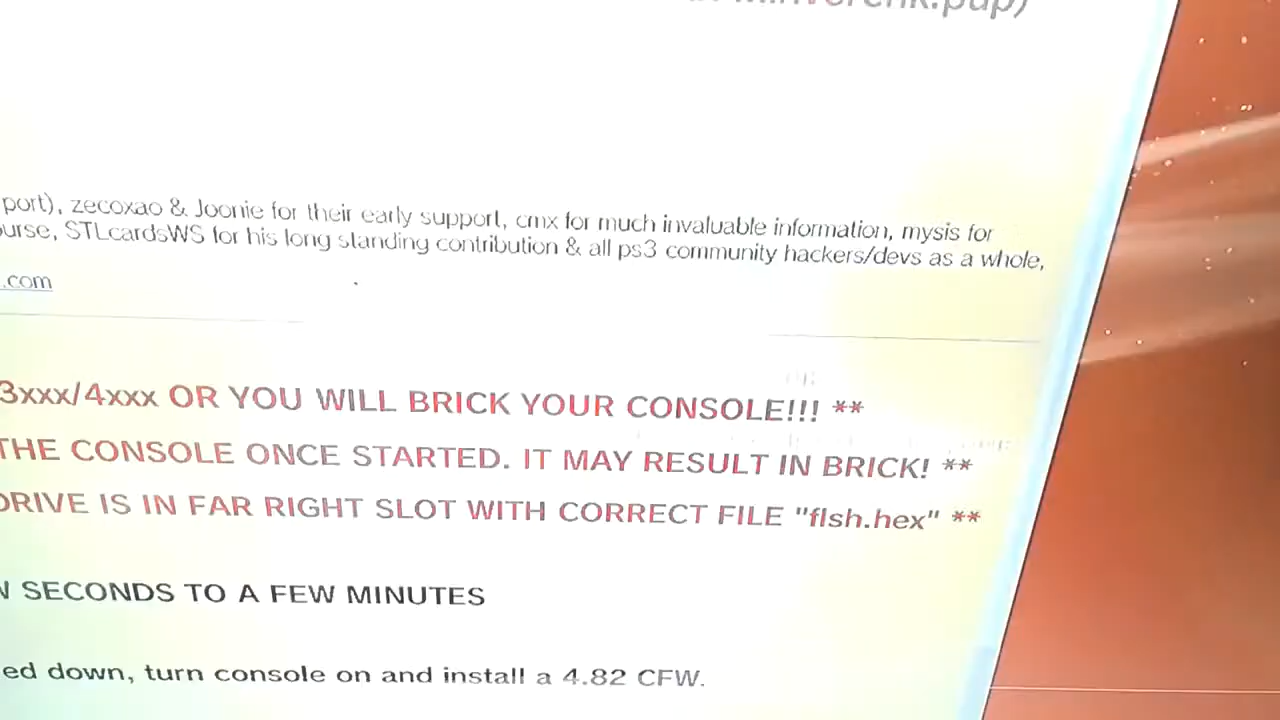 port), zecoxao & Joonie for their early support, cmx for much invaluable information, mysis for
urse, STLcardsWS for his long standing contribution & all ps3 community hackers/devs as a whole,
.com
3xxx/4xxx OR YOU WILL BRICK YOUR CONSOLE!!! **
THE CONSOLE ONCE STARTED. IT MAY RESULT IN BRICK! **
DRIVE IS IN FAR RIGHT SLOT WITH CORRECT FILE "flsh.hex" **
W SECONDS TO A FEW MINUTES
ed down, turn console on and install a 4.82 CFW.